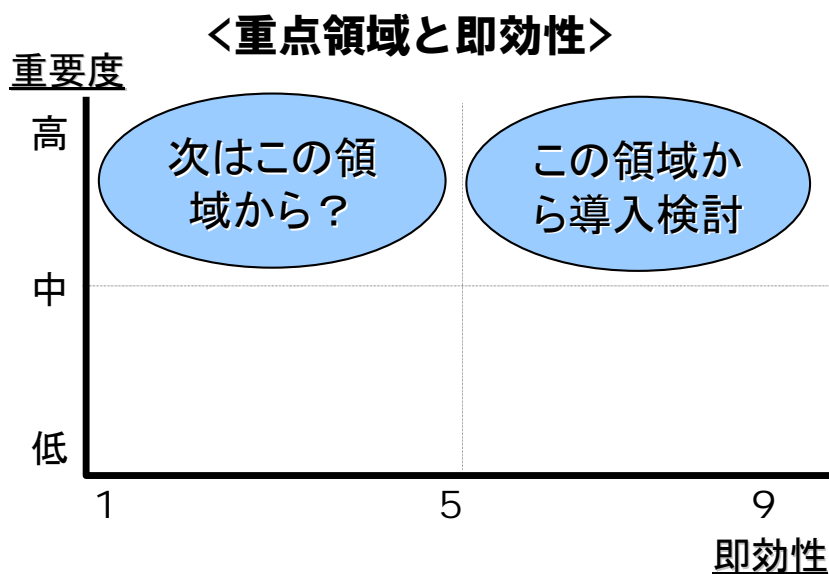 <重点領域と即効性>
重要度
高
次はこの領
域から？
この領域か
ら導入検討
中
低
1
5
9
即効性